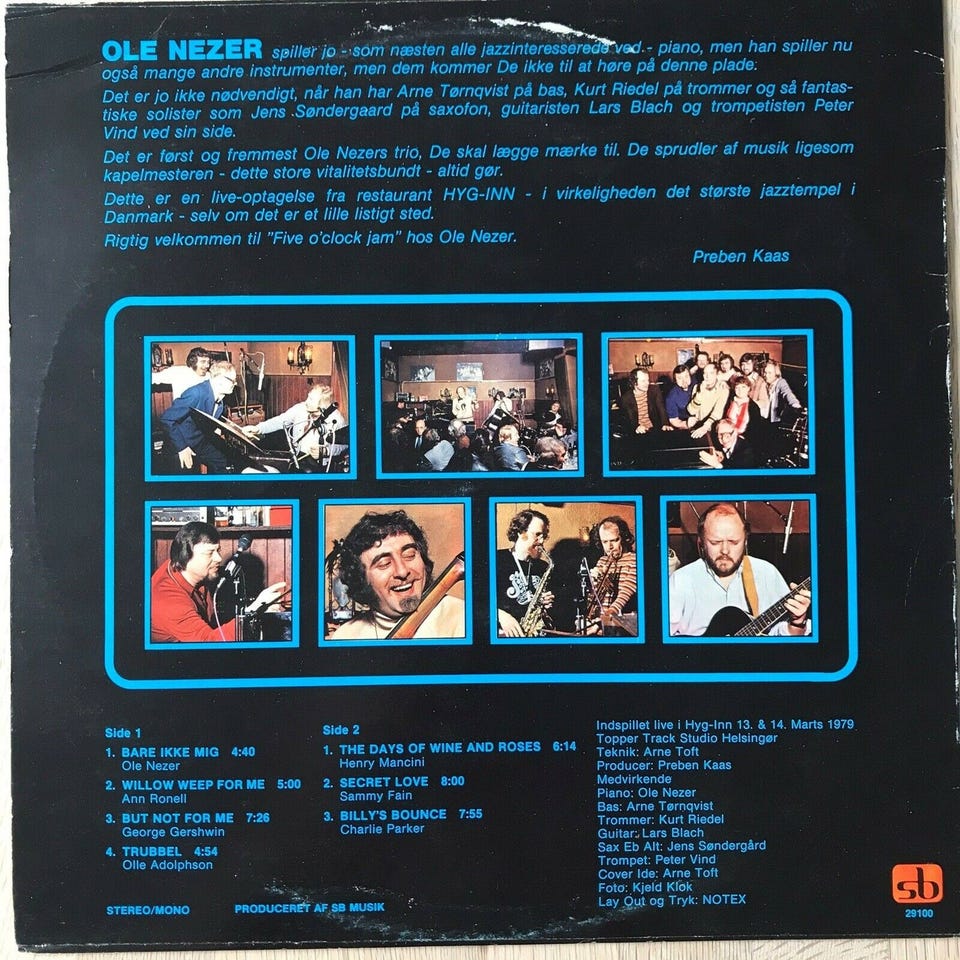 OLE NEZER spiller jo - som næsten alle jazzinteresserede ved - piano, men han spiller nu
også mange andre instrumenter, men dem kommer De ikke til at høre på denne plade:
Det er jo ikke nødvendigt, når han har Arne Tørnqvist på bas, Kurt Riedel på trommer og så fantas-
tiske solister som Jens Søndergaard på saxofon, guitaristen Lars Blach og trompetisten Peter
Vind ved sin side.
Det er først og fremmest Ole Nezers trio, De skal lægge mærke til. De sprudler af musik ligesom
kapelmesteren - dette store vitalitetsbundt - altid gør.
Dette er en live-optagelse fra restaurant HYG-INN - i virkeligheden det største jazztempel i
Danmark - selv om det er et lille listigt sted.
Rigtig velkommen til "Five o'clock jam" hos Ole Nezer.
Preben Kaas
Side 1
1. BARE IKKE MIG 4:40
Ole Nezer
2. WILLOW WEEP FOR ME 5:00
Ann Ronell
3. BUT NOT FOR ME 7:26
George Gershwin
4. TRUBBEL 4:54
Olle Adolphson
Side 2
1. THE DAYS OF WINE AND ROSES 6:14
Henry Mancini
2. SECRET LOVE 8:00
Sammy Fain
3. BILLY'S BOUNCE 7:55
Charlie Parker
Indspillet live i Hyg-Inn 13. & 14. Marts 1979
Topper Track Studio Helsingør
Teknik: Arne Toft
Producer: Preben Kaas
Medvirkende
Piano: Ole Nezer
Bas: Arne Tørnqvist
Trommer: Kurt Riedel
Guitar: Lars Blach
Sax Eb Alt: Jens Søndergård
Trompet: Peter Vind
Cover Ide: Arne Toft
Foto: Kjeld Klok
Lay Out og Tryk: NOTEX
STEREO/MONO PRODUCERET AF SB MUSIK
sb
29100